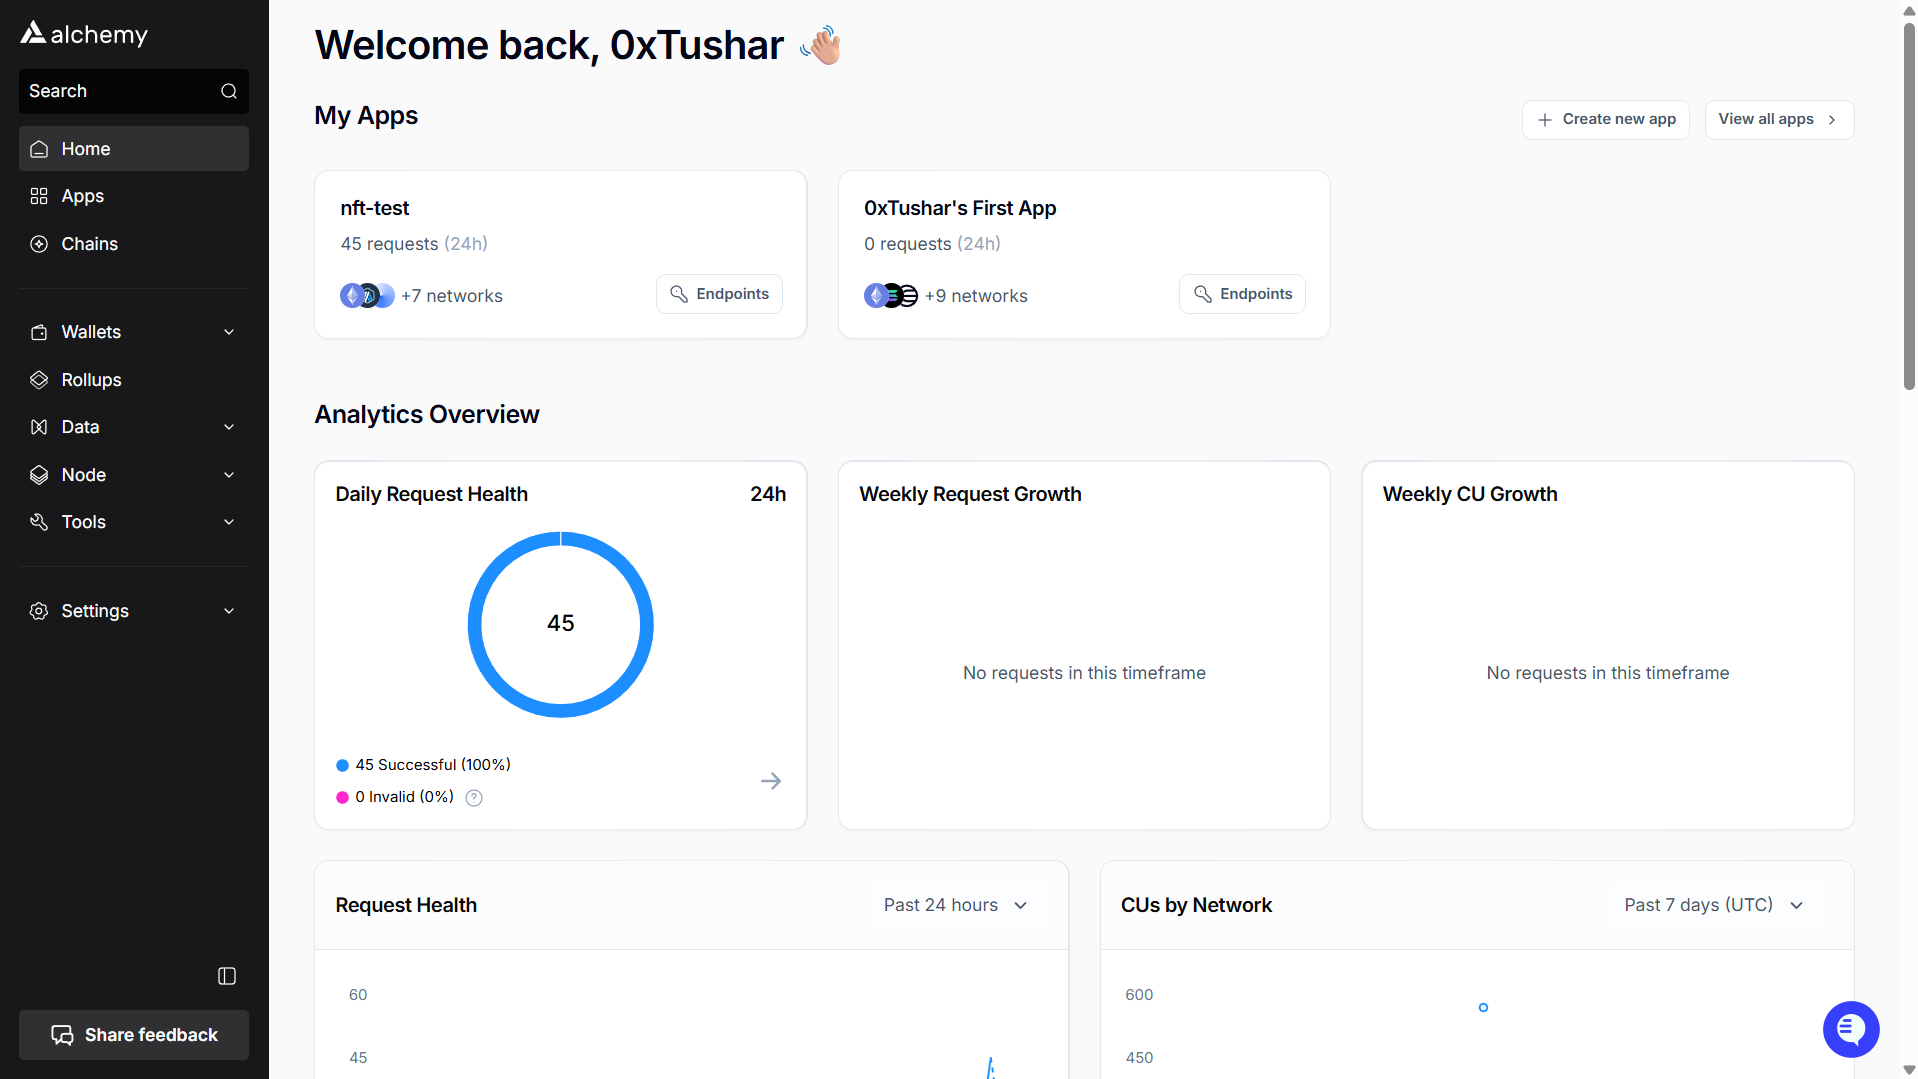 alchemy
Search
Home
Apps
Chains
Wallets
Rollups
Data
Node
Tools
Settings
Share feedback
Welcome back, 0xTushar
My Apps
Create new app
View all apps
nft-test
45 requests (24h)
+7 networks
Endpoints
0xTushar's First App
0 requests (24h)
+9 networks
Endpoints
Analytics Overview
Daily Request Health 24h
45
45 Successful (100%)
0 Invalid (0%)
Weekly Request Growth
No requests in this timeframe
Weekly CU Growth
No requests in this timeframe
Request Health
Past 24 hours
60
45
CUs by Network
Past 7 days (UTC)
600
450